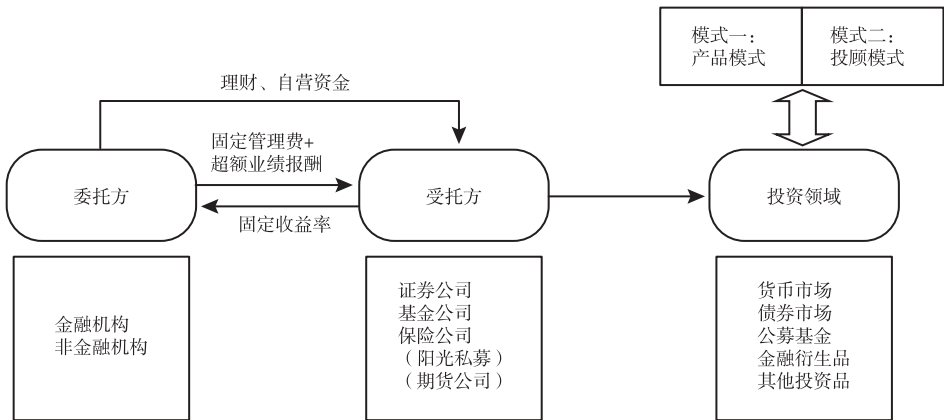 模式一：
产品模式
模式二：
投顾模式
理财、自营资金
固定管理费+
超额业绩报酬
委托方
受托方
投资领域
固定收益率
金融机构
非金融机构
证券公司
基金公司
保险公司
（阳光私募）
（期货公司）
货币市场
债券市场
公募基金
金融衍生品
其他投资品